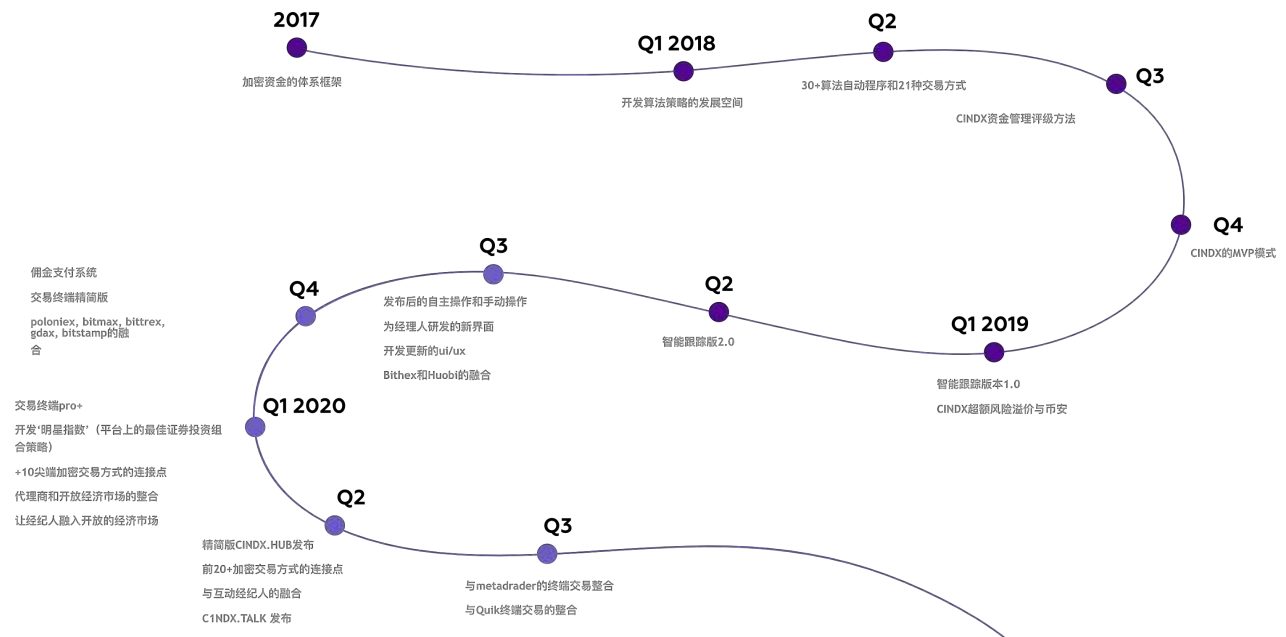 2017
加密资金的体系框架
Q1 2018
开发算法策略的发展空间
Q2
30+算法自动程序和21种交易方式
Q3
CINDX资金管理评级方法
Q4
CINDX的MVP模式
Q1 2019
智能跟踪版本1.0
CINDX超额风险溢价与币安
Q2
智能跟踪版2.0
Q3
发布后的自主操作和手动操作
为经理人研发的新界面
开发更新的ui/ux
Bithex和Huobi的融合
Q4
佣金支付系统
交易终端精简版
poloniex, bitmax, bittrex,
gdax, bitstamp的融
合
Q1 2020
交易终端pro+
开发‘明星指数’（平台上的最佳证券投资组
合策略）
+10尖端加密交易方式的连接点
代理商和开放经济市场的整合
让经纪人融入开放的经济市场
Q2
精简版CINDX.HUB发布
前20+加密交易方式的连接点
与互动经纪人的融合
C1NDX.TALK 发布
Q3
与metadrader的终端交易整合
与Quik终端交易的整合